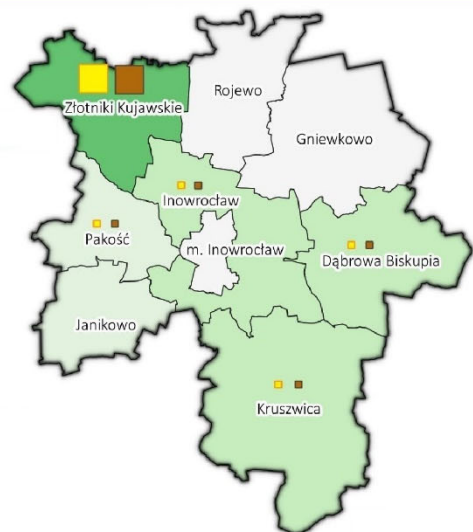 Rojewo
Złotniki Kujawskie
Gniewkowo
Inowrocław
Pakość
m. Inowrocław
Dąbrowa Biskupia
Janikowo
Kruszwica